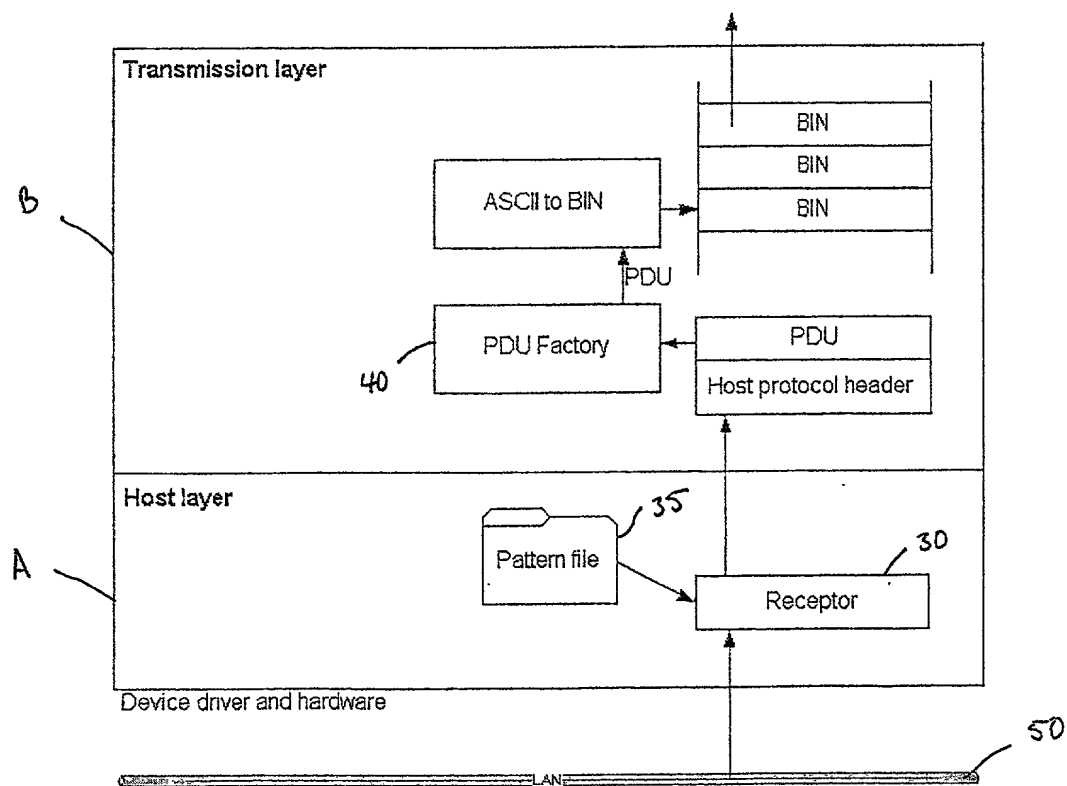 Transmission layer
BIN
BIN
BIN
ASCII to BIN
B
PDU
PDU Factory
PDU
Host protocol header
40
Host layer
35
Pattern file
30
A
Receptor
Device driver and hardware
50
LAN